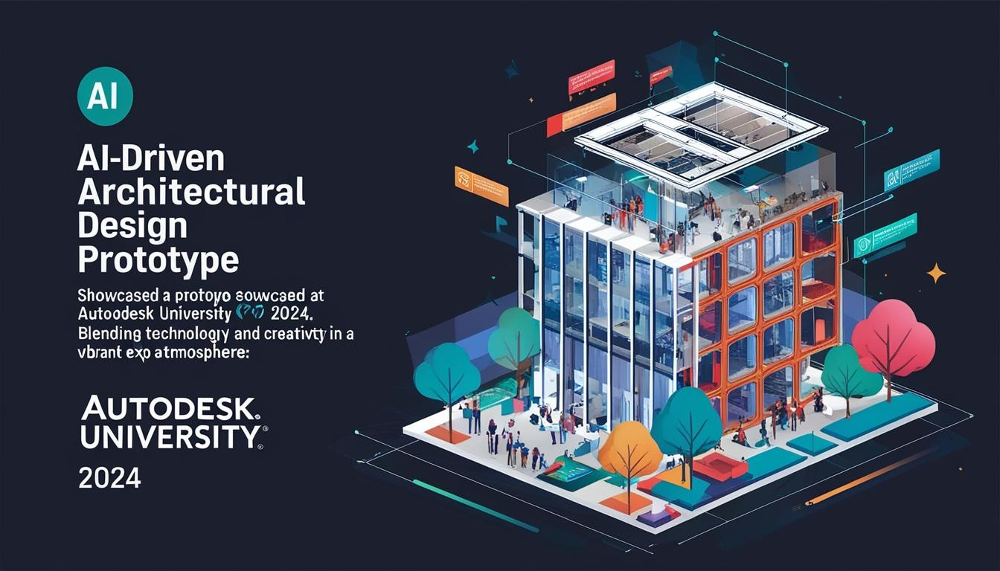 AI
AI-Driven
Architectural
Design
Prototype
Showcased a protoyo sowcaed at
Autoodesk University 2024.
Blending technologiy and creativty in a
vbrant exp atmosphere:
AUTODESK.
UNIVERSITY
2024